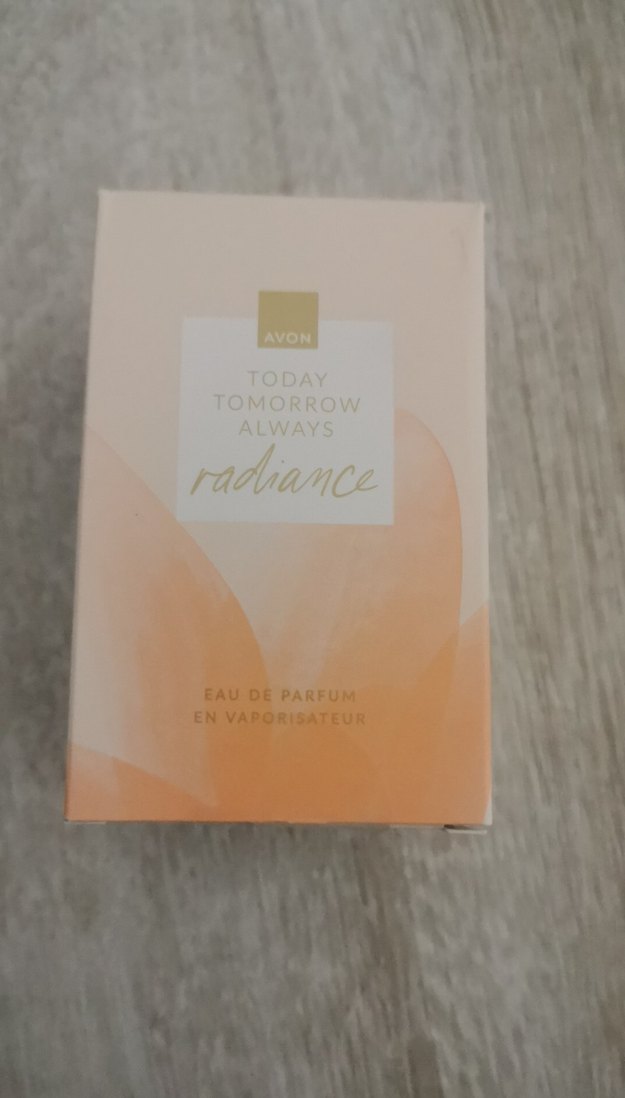 AVON
TODAY
TOMORROW
ALWAYS
radiance
EAU DE PARFUM
EN VAPORISATEUR